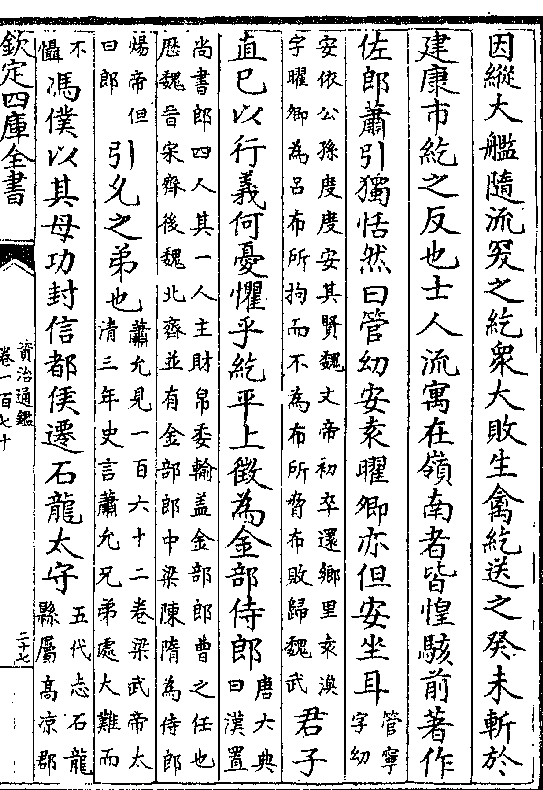 因縱大艦隨流突之紇衆大敗生禽紇送之癸未斬於
建康市紇之反也士人流寓在嶺南者皆惶駭前著作
佐郎蕭引獨恬然曰管幼安袁曜卿亦但安坐耳
管寧
字幼
安依公孫度度安其賢魏文帝初卒還鄉里袁渙
字曜卿為呂布所拘而不為布所脅布敗歸魏武
君子
直已以行義何憂懼乎紇平上徵為金部侍郎
唐六典
曰漢置
尚書郎四人其一人主財帛委輸盖金部郎曹之任也
歴魏晉宋齊後魏北齊並有金部郎中梁陳隋為侍郎
煬帝但
曰郎
引允之弟也
蕭允見一百六十二卷梁武帝太
清三年史言蕭允兄弟處大難而
不
懾
馮僕以其母功封信都侯遷石龍太守
五代志石龍
縣屬高凉郡
欽定四庫全書
資治通鑑
卷一百七十
二十七